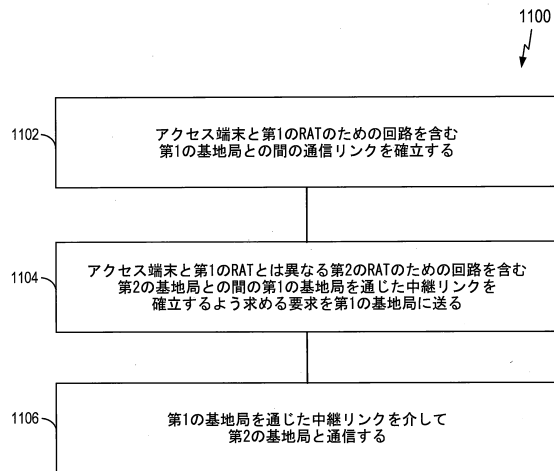 1100
1102
アクセス端末と第1のRATのための回路を含む
第1の基地局との間の通信リンクを確立する
1104
アクセス端末と第1のRATとは異なる第2のRATのための回路を含む
第2の基地局との間の第1の基地局を通じた中継リンクを
確立するよう求める要求を第1の基地局に送る
1106
第1の基地局を通じた中継リンクを介して
第2の基地局と通信する